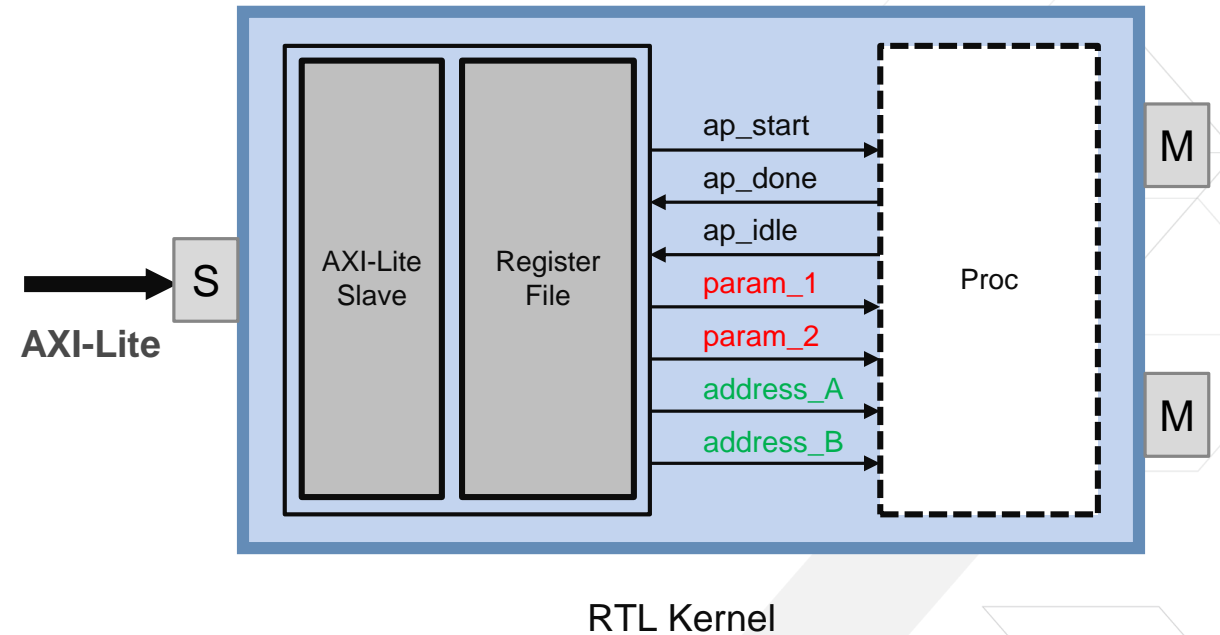 AXI-Lite
S
AXI-Lite
Slave
Register
File
ap_start
ap_done
ap_idle
param_1
param_2
address_A
address_B
Proc
M
M
RTL Kernel